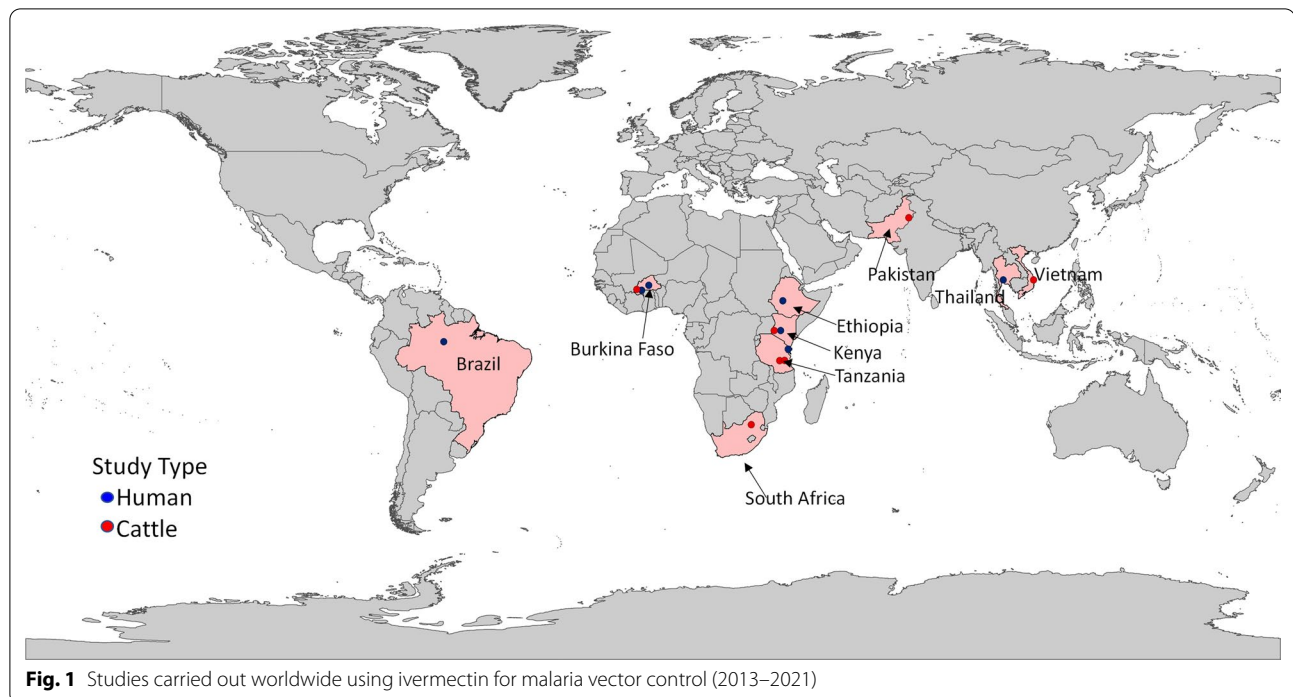 Pakistan
Vietnam
Thailand
Ethiopia
Burkina Faso
Kenya
Brazil
Tanzania
Study Type
Human
South Africa
Cattle
Fig. 1 Studies carried out worldwide using ivermectin for malaria vector control (2013–2021)